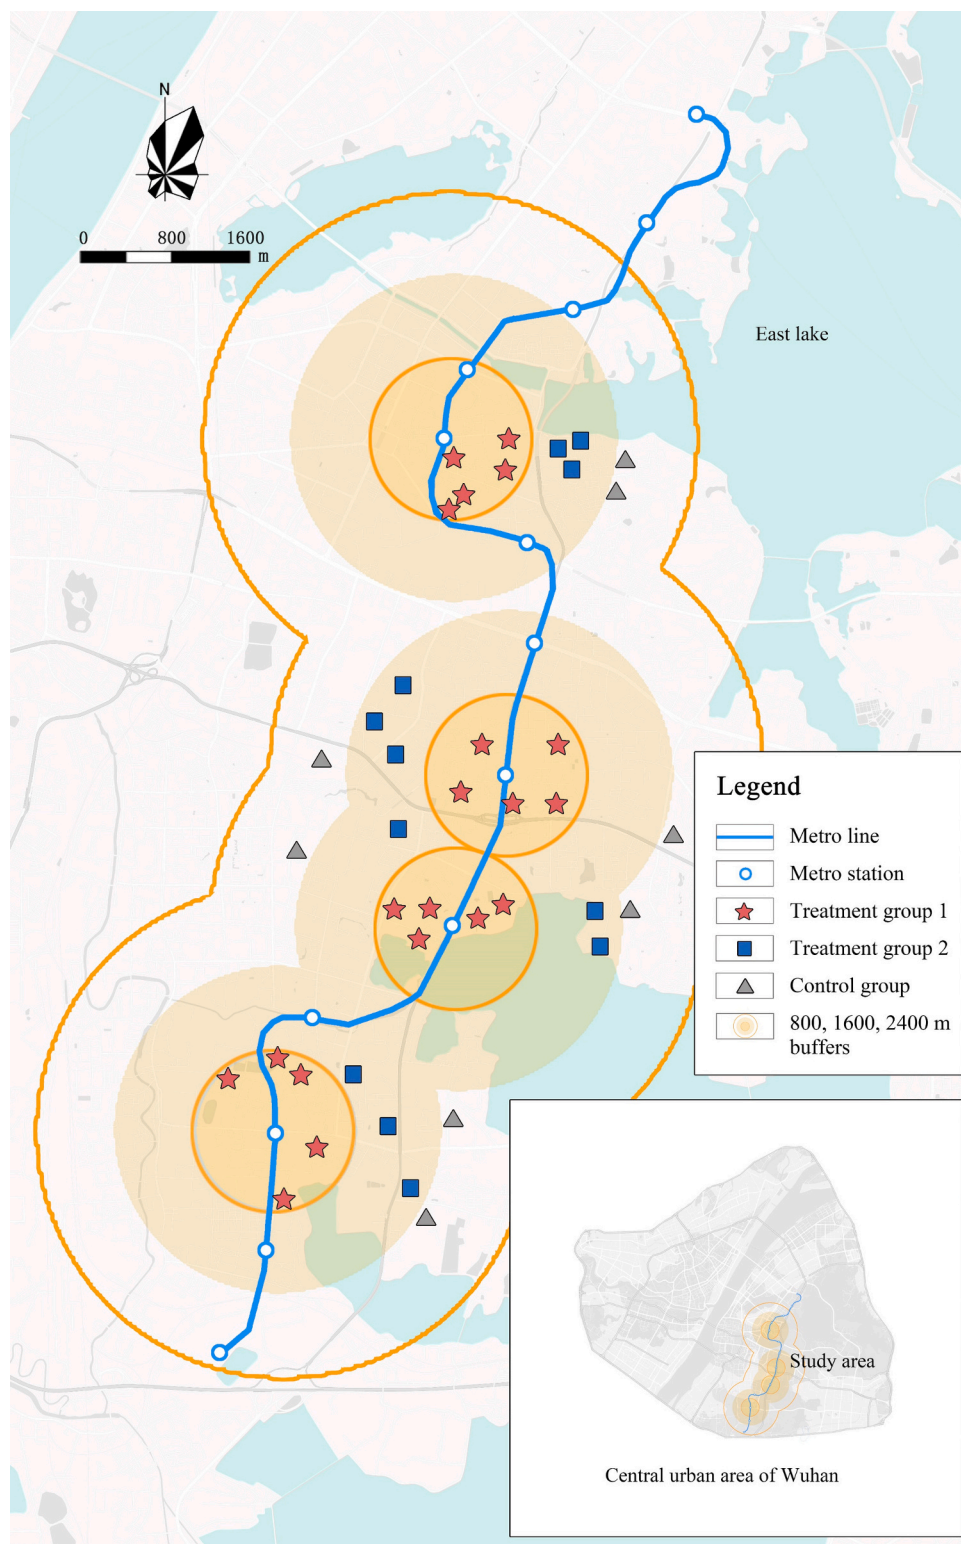 N
0 800 1600
m
East lake
Legend
Metro line
Metro station
Treatment group 1
Treatment group 2
Control group
800, 1600, 2400 m
buffers
Study area
Central urban area of Wuhan